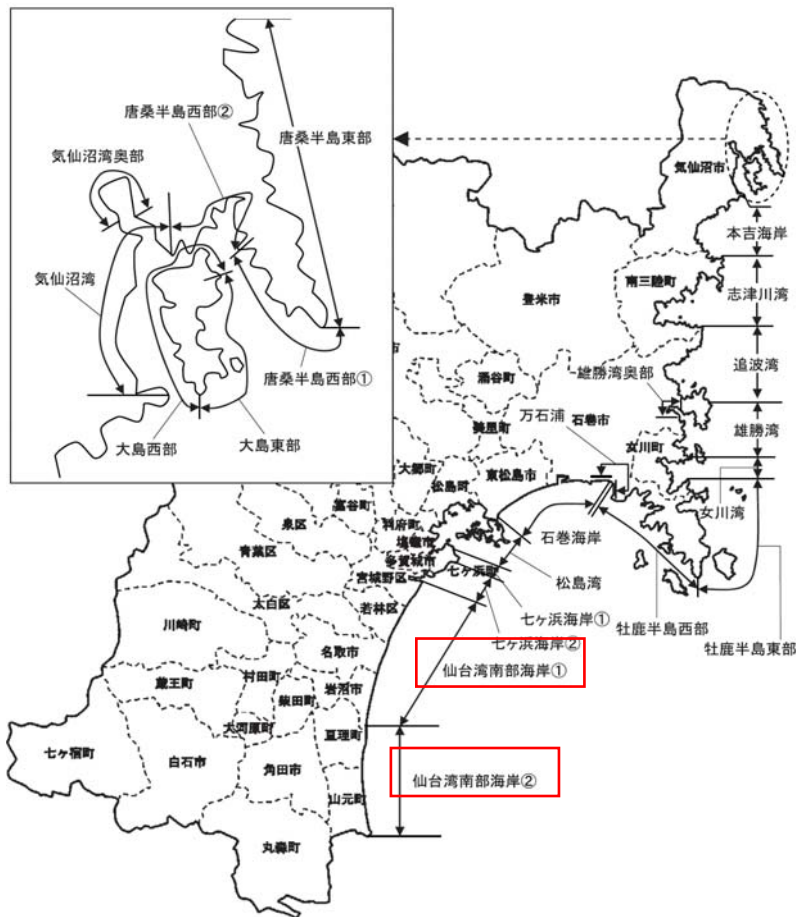 唐桑半島西部②
唐桑半島東部
気仙沼湾奥部
気仙沼湾
唐桑半島西部①
大島西部
大島東部
気仙沼市
本吉海岸
南三陸町
志津川湾
登米市
追波湾
雄勝湾奥部
涌谷町
万石浦
石巻市
雄勝湾
美里町
女川町
大郷町
東松島市
松島町
女川湾
富谷町
利府町
泉区
塩竈市
石巻海岸
青葉区
多賀城市
七ヶ浜町
松島湾
宮城野区
太白区
若林区
七ヶ浜海岸①
牡鹿半島西部
川崎町
七ヶ浜海岸②
名取市
牡鹿半島東部
仙台湾南部海岸①
村田町
岩沼市
蔵王町
柴田町
大河原町
亘理町
七ヶ宿町
白石市
角田市
仙台湾南部海岸②
山元町
丸森町